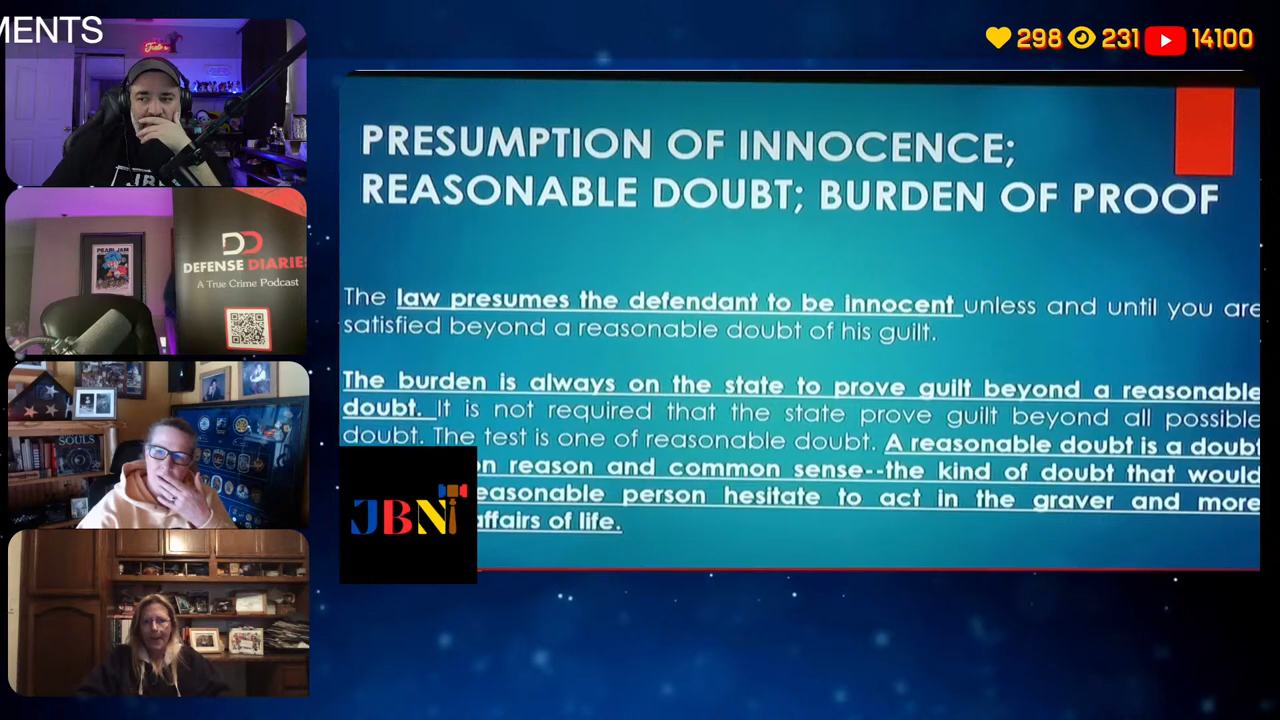 MENTS
298 231 14100
PRESUMPTION OF INNOCENCE;
REASONABLE DOUBT; BURDEN OF PROOF
The law presumes the defendant to be innocent unless and until you are
satisfied beyond a reasonable doubt of his guilt.
The burden is always on the state to prove guilt beyond a reasonable
doubt. It is not required that the state prove guilt beyond all possible
doubt. The test is one of reasonable doubt. A reasonable doubt is a doubt
on reason and common sense--the kind of doubt that would
easonable person hesitate to act in the graver and more
affairs of life.
JBN
PEARL JAM
DD
DEFENSE DIARIES
A True Crime Podcast
SOULS